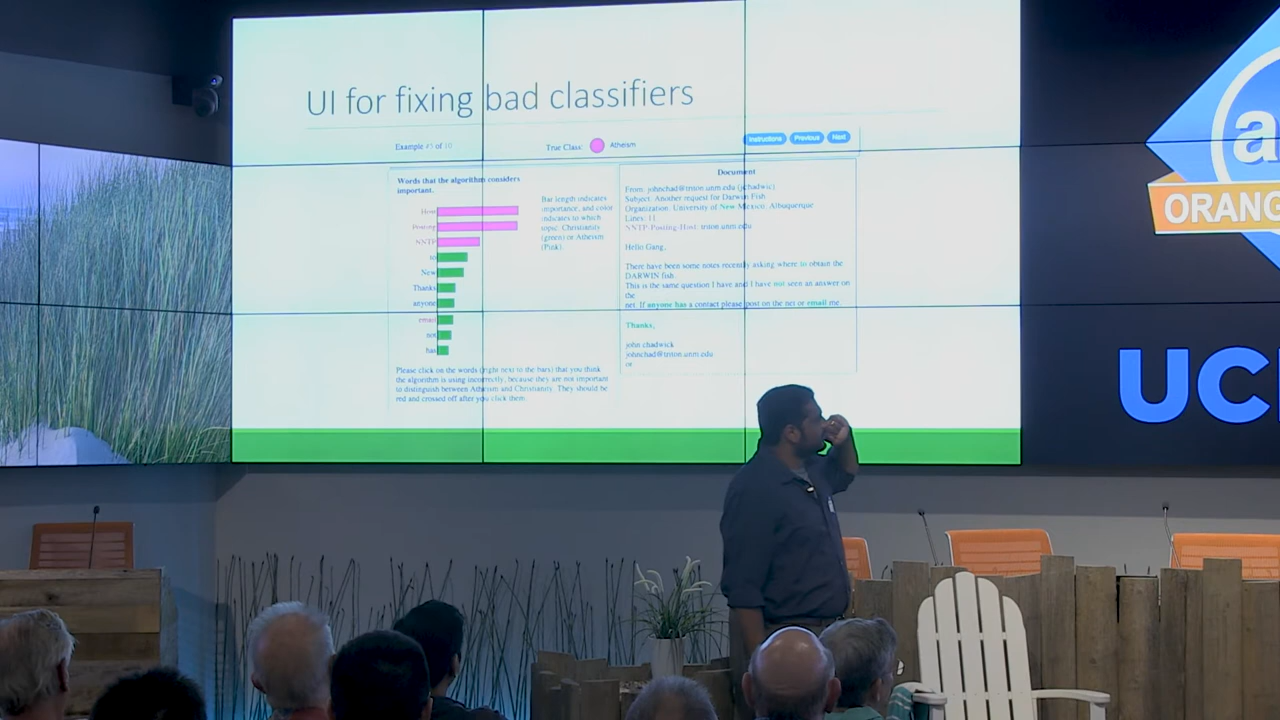 UI for fixing bad classifiers
Example #5 of 10
True Class: Atheism
Instructions
Previous
Next
Words that the algorithm considers
important.
Host
Posting
NNTP
to
New
Thanks
anyone
email
not
has
Bar length indicates
importance, and color
indicates to which
topic: Christianity
(green) or Atheism
(Pink).
Please click on the words (right next to the bars) that you think
the algorithm is using incorrectly, because they are not important
to distinguish between Atheism and Christianity. They should be
red and crossed off after you click them.
Document
From: johnchad@triton.unm.edu (jchadwic)
Subject: Another request for Darwin Fish
Organization: University of New Mexico, Albuquerque
Lines: 11
NNTP-Posting-Host: triton.unm.edu
Hello Gang,
There have been some notes recently asking where to obtain the
DARWIN fish.
This is the same question I have and I have not seen an answer on
the
net. If anyone has a contact please post on the net or email me.
Thanks,
john chadwick
johnchad@triton.unm.edu
or
a
ORANG
UC